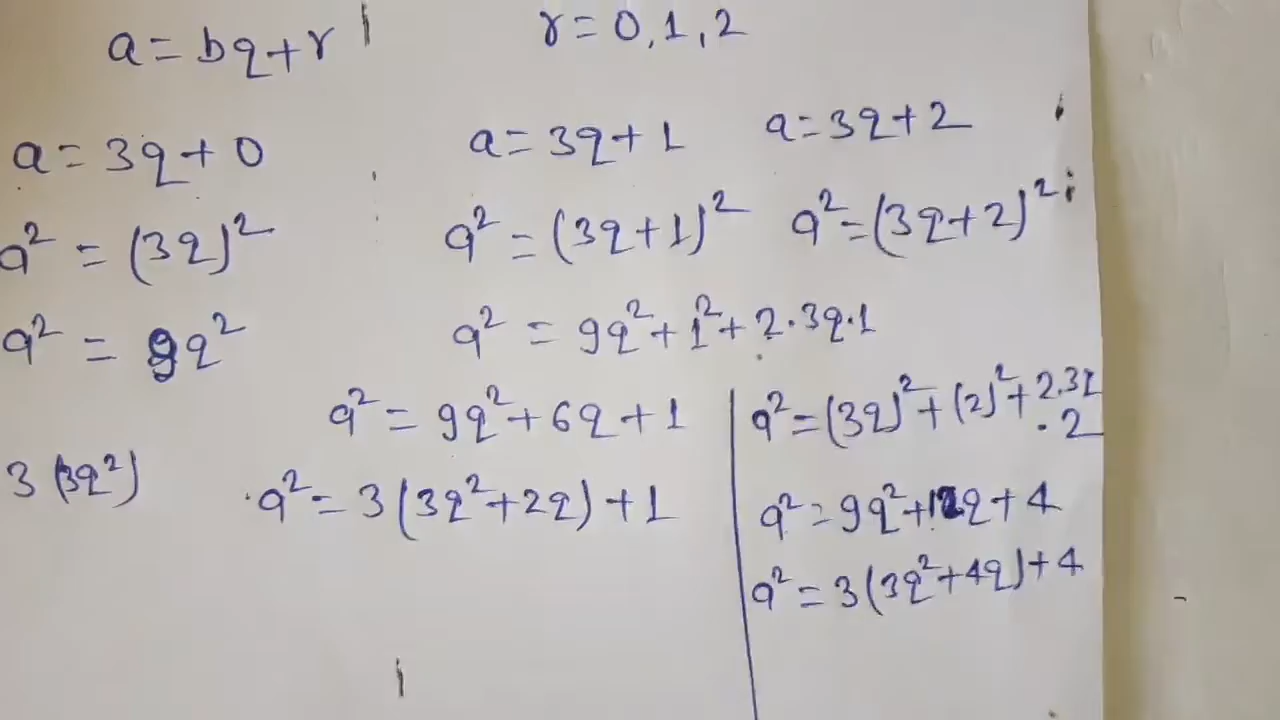 a = bq + r r = 0, 1, 2
a = 3q + 0 a = 3q + 1 a = 3q + 2
a² = (3q)² a² = (3q + 1)² a² = (3q + 2)²
a² = 9q² a² = 9q² + 1² + 2·3q·1
a² = 9q² + 6q + 1 a² = (3q)² + (2)² + 2·3q
·2
3(3q²) a² = 3(3q² + 2q) + 1 a² = 9q² + 12q + 4
a² = 3(3q² + 4q) + 4